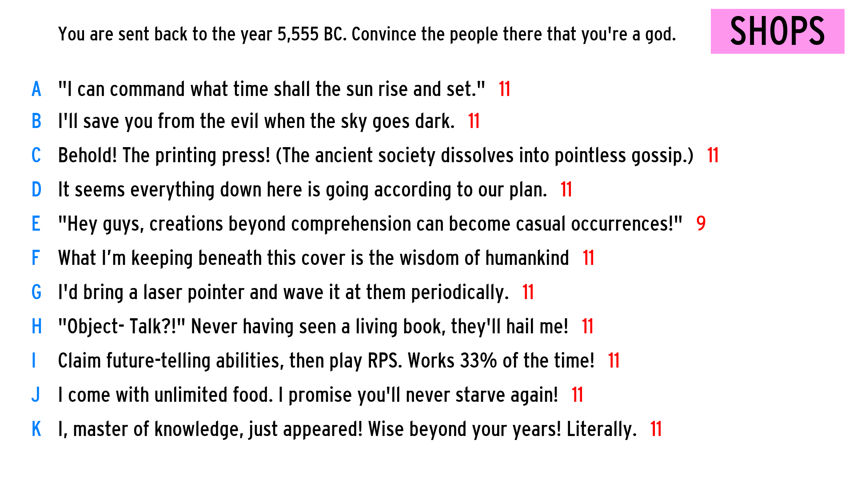 You are sent back to the year 5,555 BC. Convince the people there that you're a god.
SHOPS
A "I can command what time shall the sun rise and set." 11
B I'll save you from the evil when the sky goes dark. 11
C Behold! The printing press! (The ancient society dissolves into pointless gossip.) 11
D It seems everything down here is going according to our plan. 11
E "Hey guys, creations beyond comprehension can become casual occurrences!" 9
F What I’m keeping beneath this cover is the wisdom of humankind 11
G I'd bring a laser pointer and wave it at them periodically. 11
H "Object- Talk?!" Never having seen a living book, they'll hail me! 11
I Claim future-telling abilities, then play RPS. Works 33% of the time! 11
J I come with unlimited food. I promise you'll never starve again! 11
K I, master of knowledge, just appeared! Wise beyond your years! Literally. 11